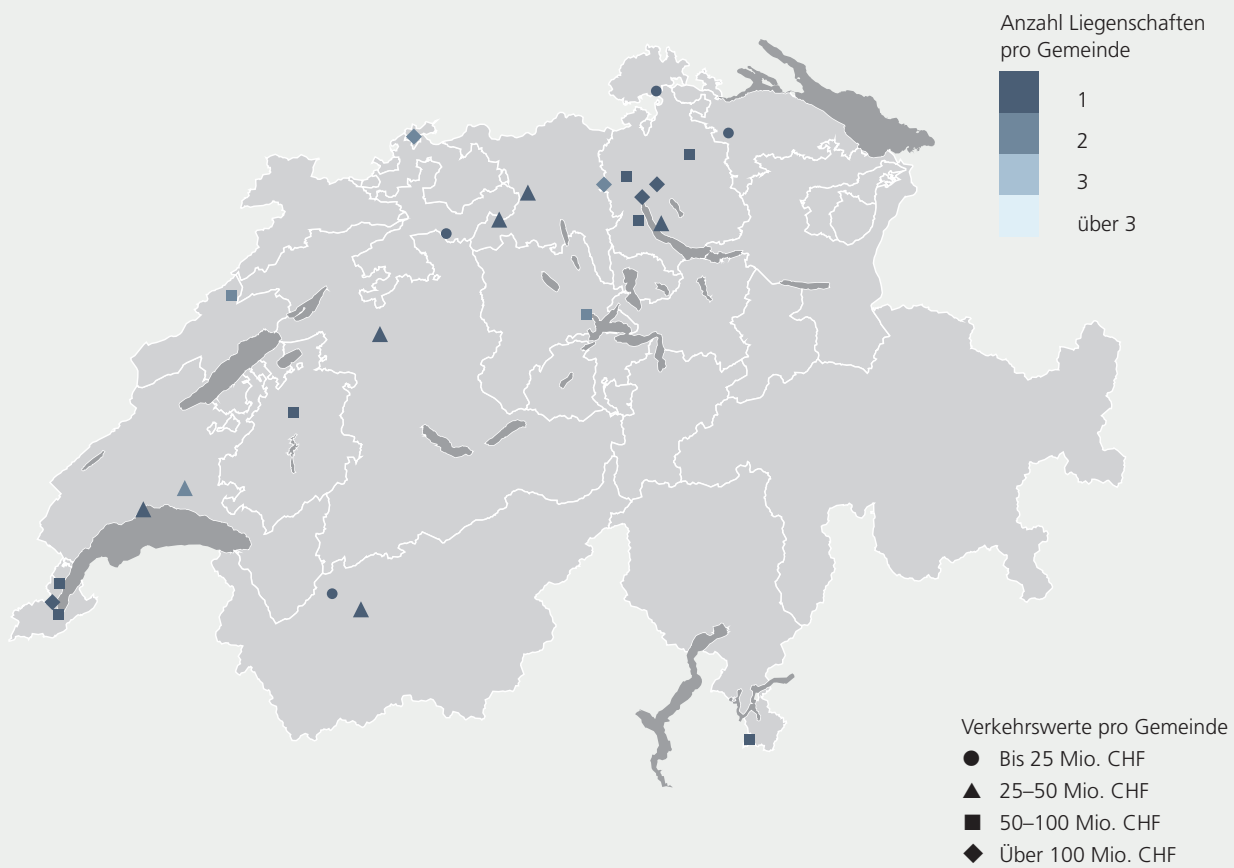 Anzahl Liegenschaften
pro Gemeinde
1
2
3
über 3
Verkehrswerte pro Gemeinde
Bis 25 Mio. CHF
25–50 Mio. CHF
50–100 Mio. CHF
Über 100 Mio. CHF